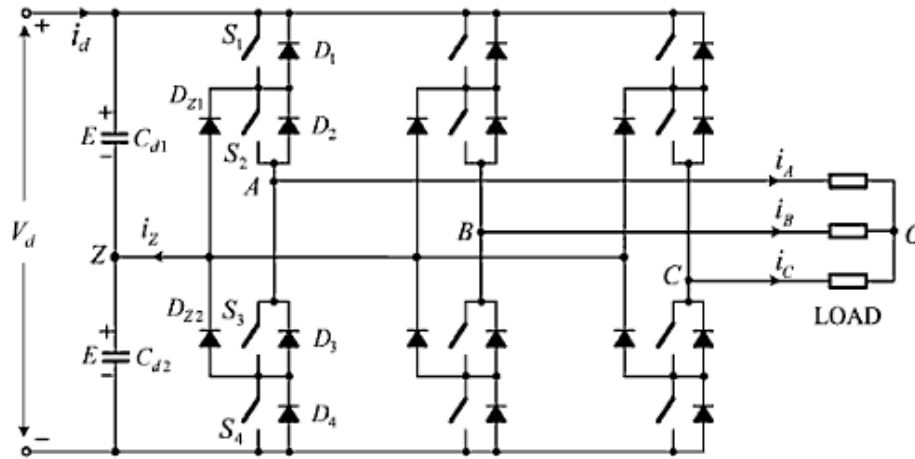 +
i_d
S_1
D_1
D_Z1
+
E
C_d1
−
S_2
D_2
A
i_A
V_d
Z
i_Z
B
i_B
C
i_C
LOAD
+
E
C_d2
−
D_Z2
S_3
D_3
S_4
D_4
−